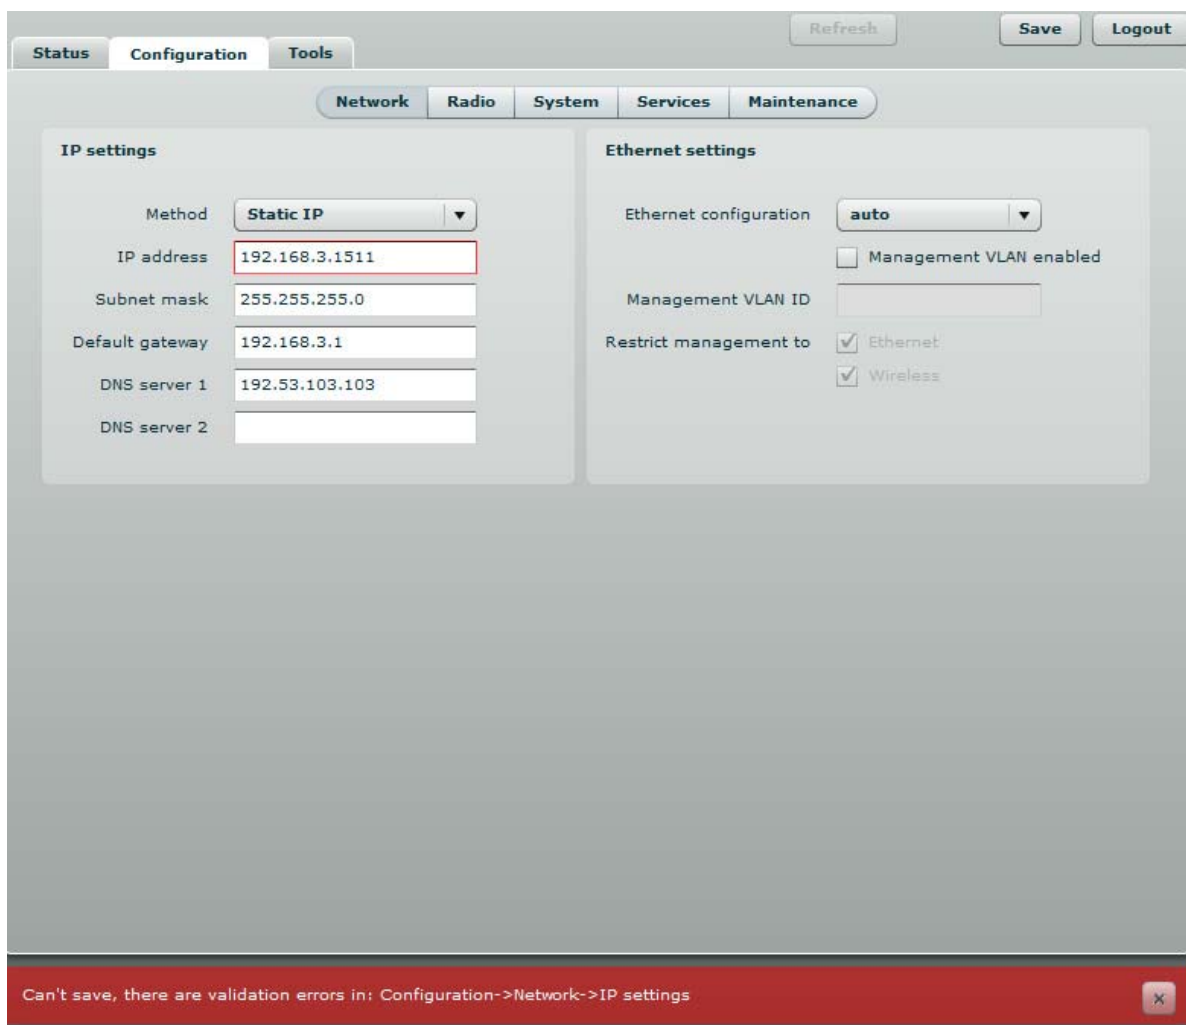 Refresh Save Logout
Status Configuration Tools
Network Radio System Services Maintenance
IP settings
Method Static IP
IP address 192.168.3.1511
Subnet mask 255.255.255.0
Default gateway 192.168.3.1
DNS server 1 192.53.103.103
DNS server 2
Ethernet settings
Ethernet configuration auto
Management VLAN enabled
Management VLAN ID
Restrict management to Ethernet
Wireless
Can't save, there are validation errors in: Configuration->Network->IP settings